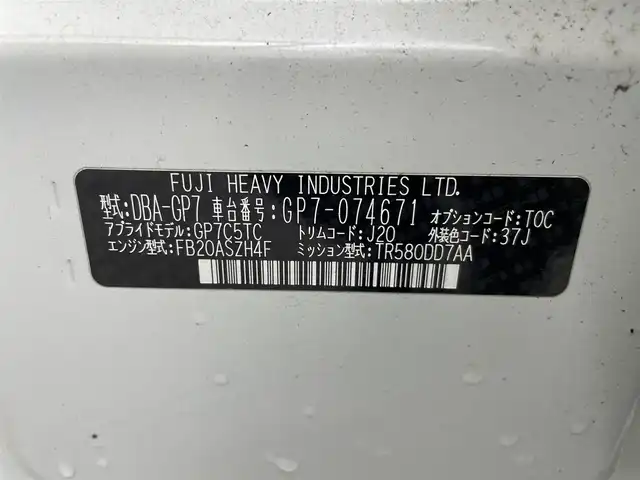 FUJI HEAVY INDUSTRIES LTD.
型式:DBA-GP7 車台番号:GP7-074671 オプションコード:TOC
アプライドモデル:GP7C5TC トリムコード:J20 外装色コード:37J
エンジン型式:FB20ASZH4F ミッション型式:TR580DD7AA